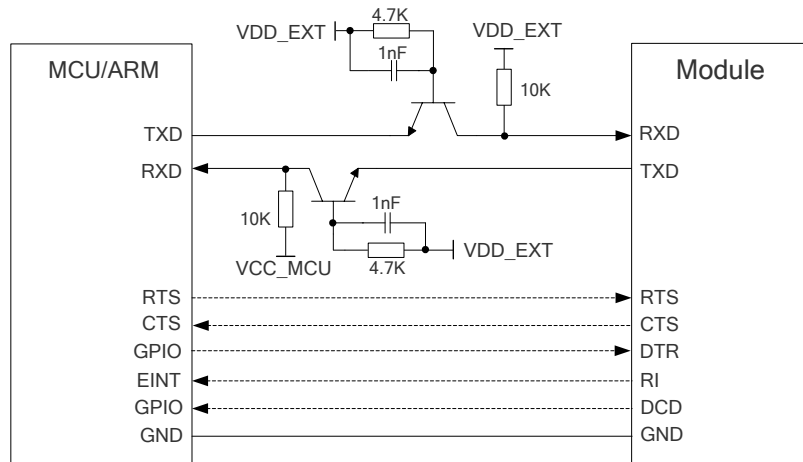 4.7K
VDD_EXT
1nF
VDD_EXT
10K
MCU/ARM
Module
TXD
RXD
RXD
TXD
10K
VCC_MCU
1nF
4.7K
VDD_EXT
RTS
RTS
CTS
CTS
GPIO
DTR
EINT
RI
GPIO
DCD
GND
GND